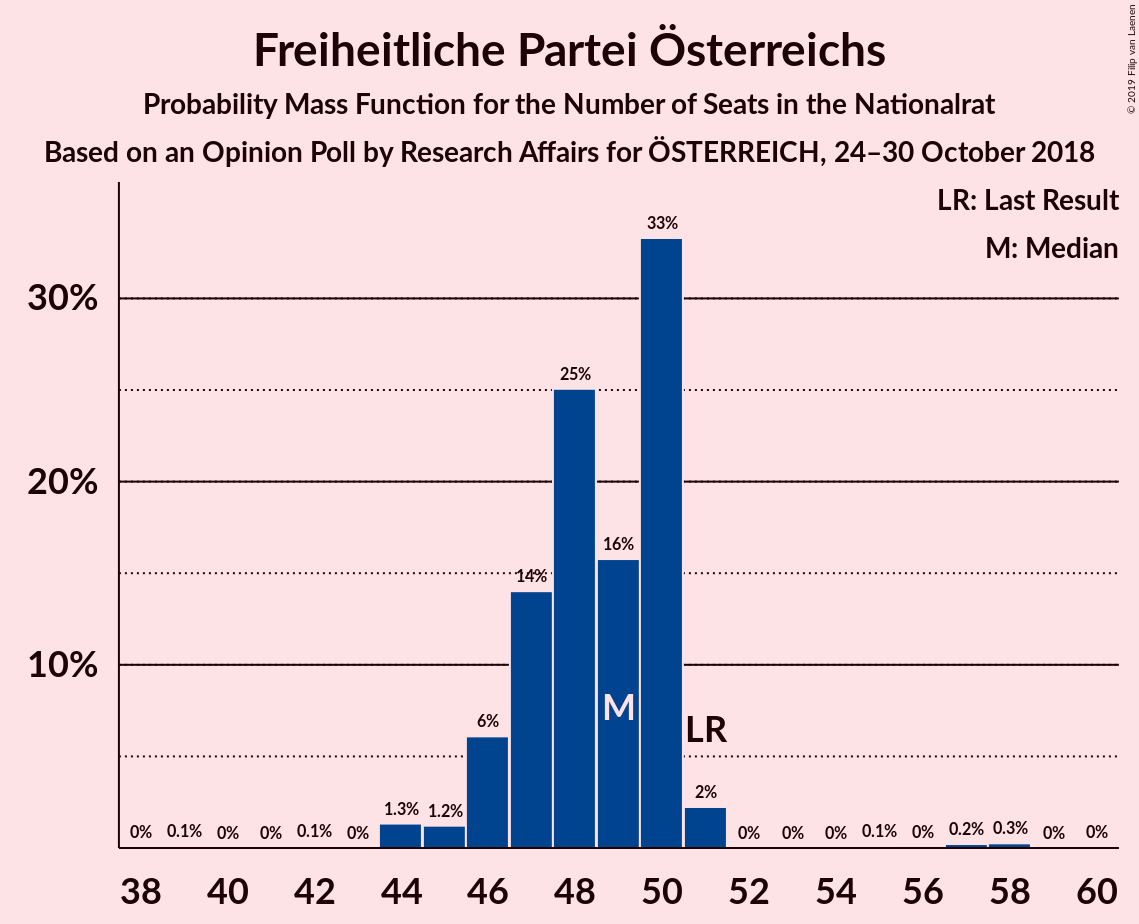 Freiheitliche Partei Österreichs
Probability Mass Function for the Number of Seats in the Nationalrat
Based on an Opinion Poll by Research Affairs for ÖSTERREICH, 24–30 October 2018
© 2019 Filip van Laenen
LR: Last Result
M: Median
30%
20%
10%
0%
0.1%
0%
0%
0.1%
0%
1.3%
1.2%
6%
14%
25%
16%
33%
2%
0%
0%
0%
0.1%
0%
0.2%
0.3%
0%
0%
M
LR
38 40 42 44 46 48 50 52 54 56 58 60